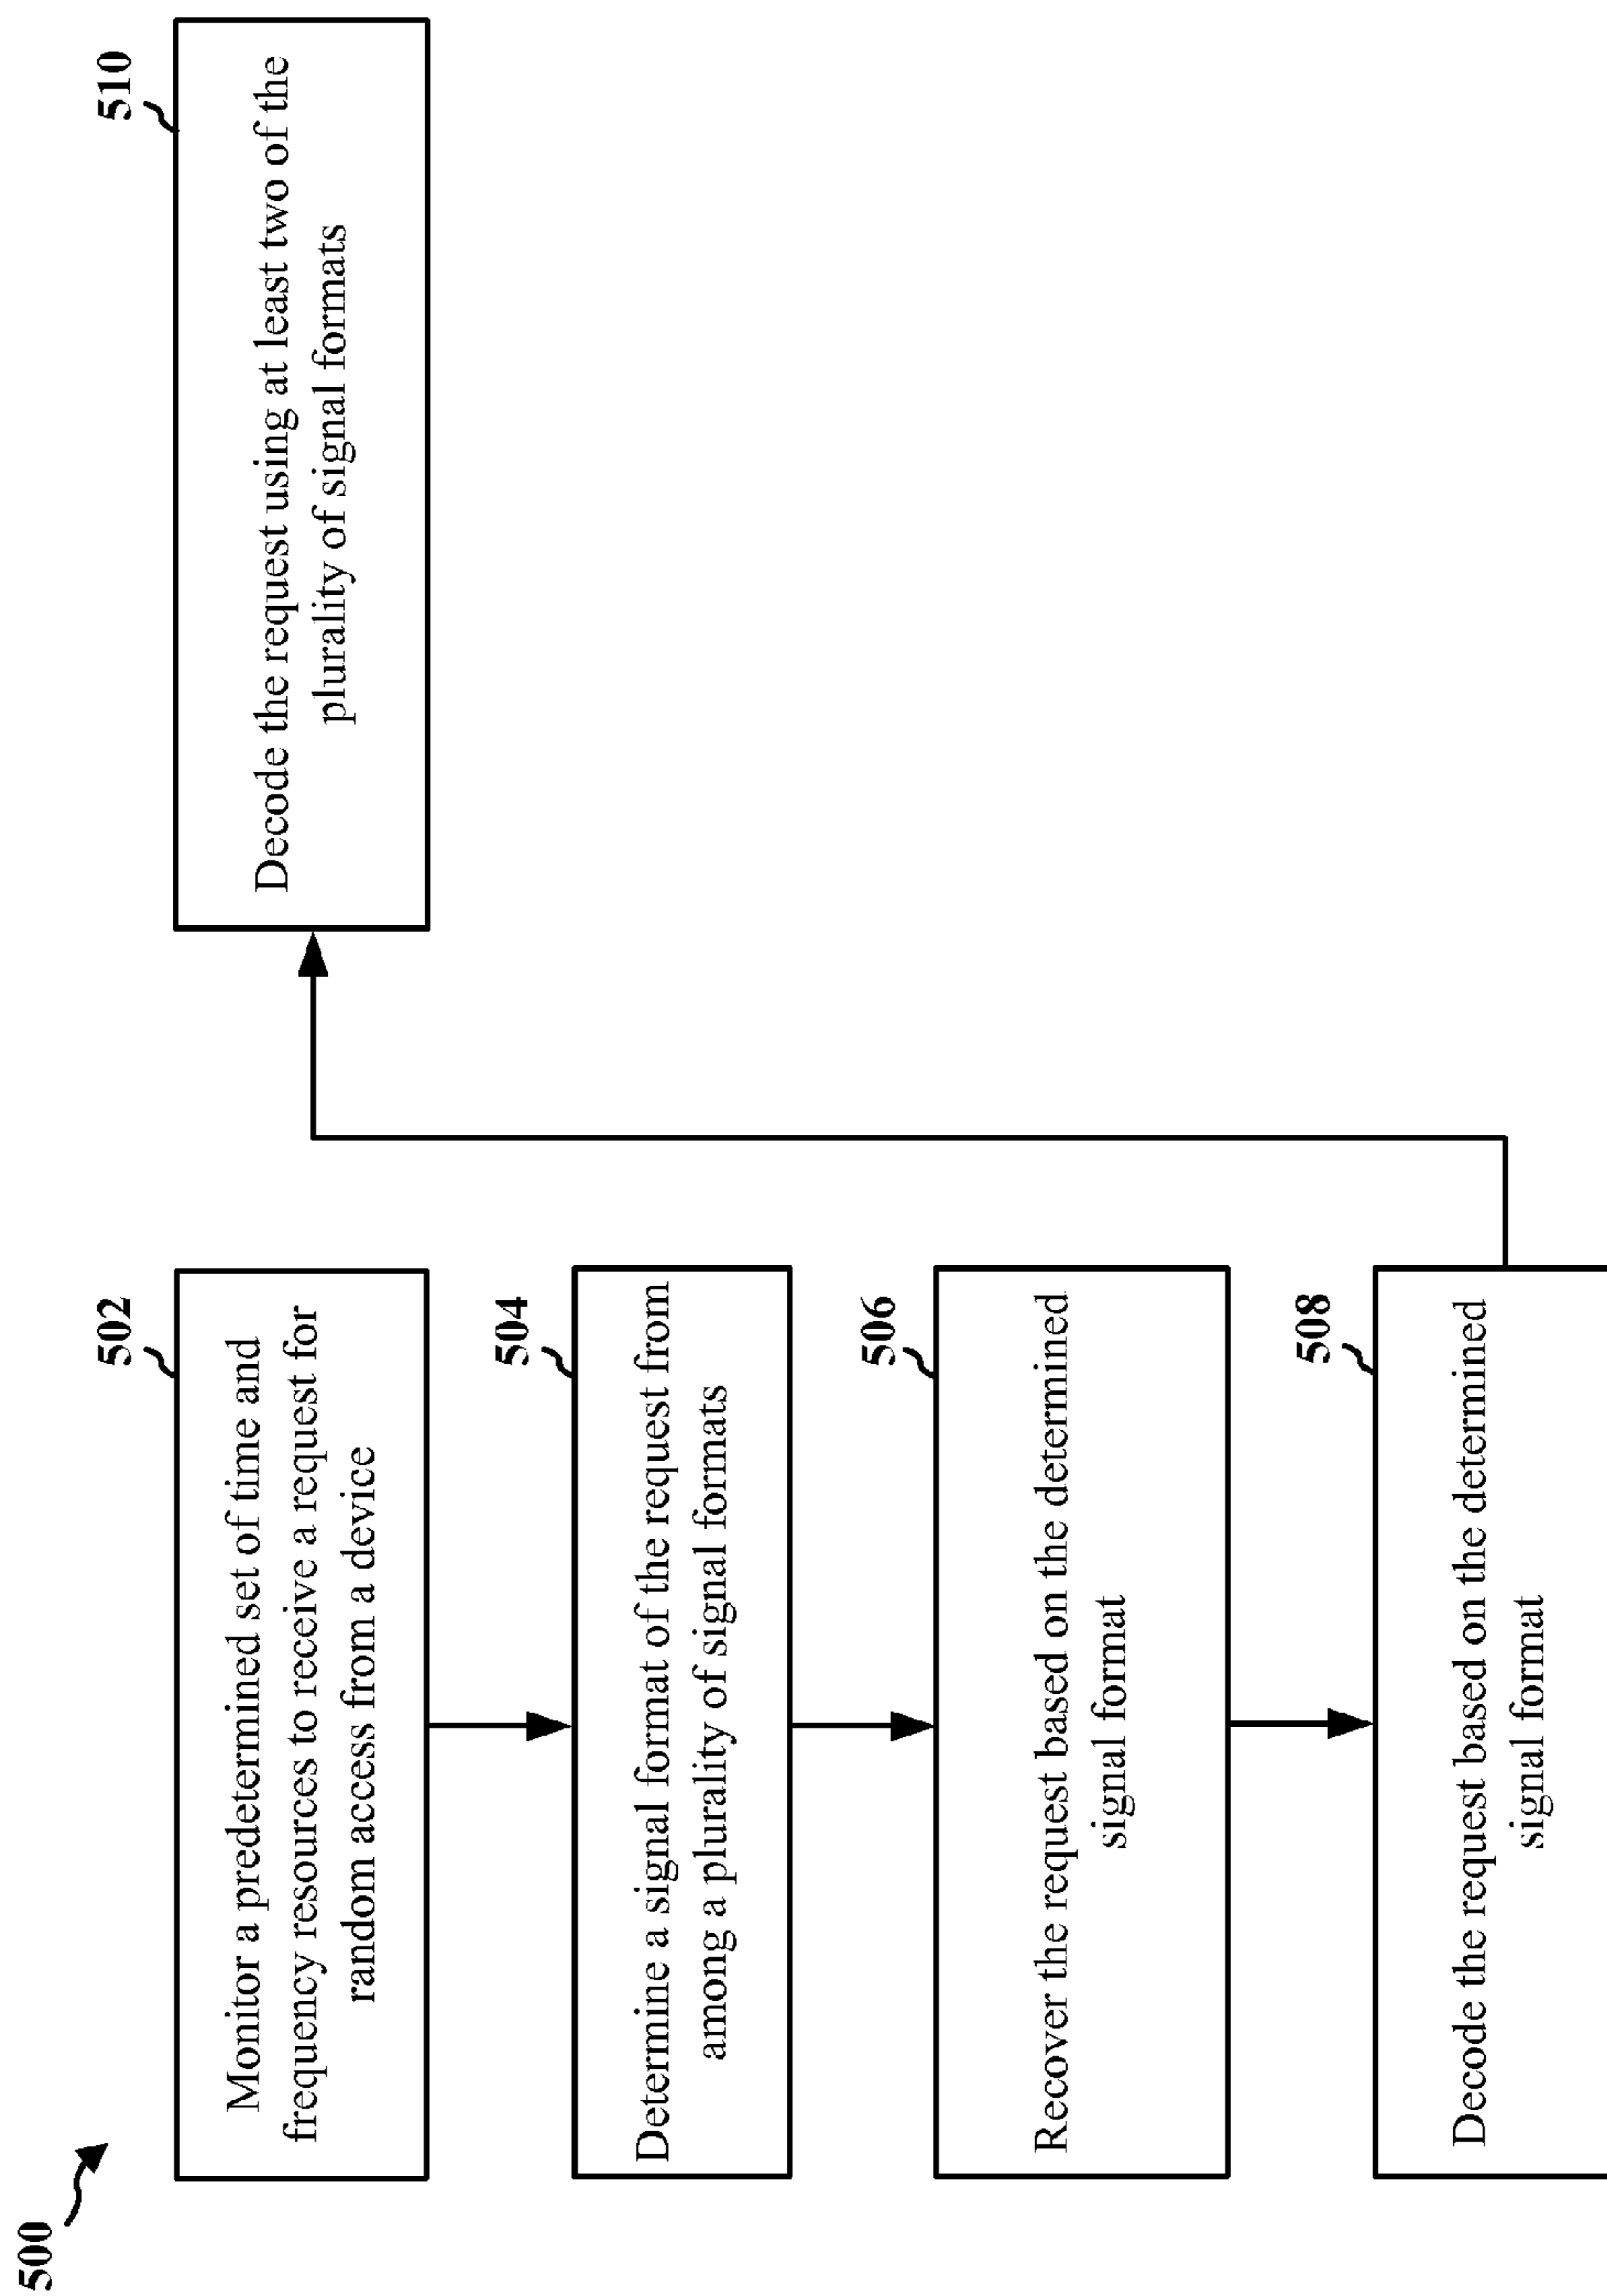 500
502
Monitor a predetermined set of time and
frequency resources to receive a request for
random access from a device
504
Determine a signal format of the request from
among a plurality of signal formats
506
Recover the request based on the determined
signal format
508
Decode the request based on the determined
signal format
510
Decode the request using at least two of the
plurality of signal formats